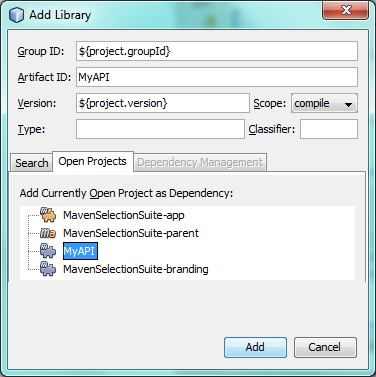 Add Library
Group ID: ${project.groupId}
Artifact ID: MyAPI
Version: ${project.version} Scope: compile
Type: Classifier:
Search Open Projects Dependency Management
Add Currently Open Project as Dependency:
MavenSelectionSuite-app
MavenSelectionSuite-parent
MyAPI
MavenSelectionSuite-branding
Add Cancel